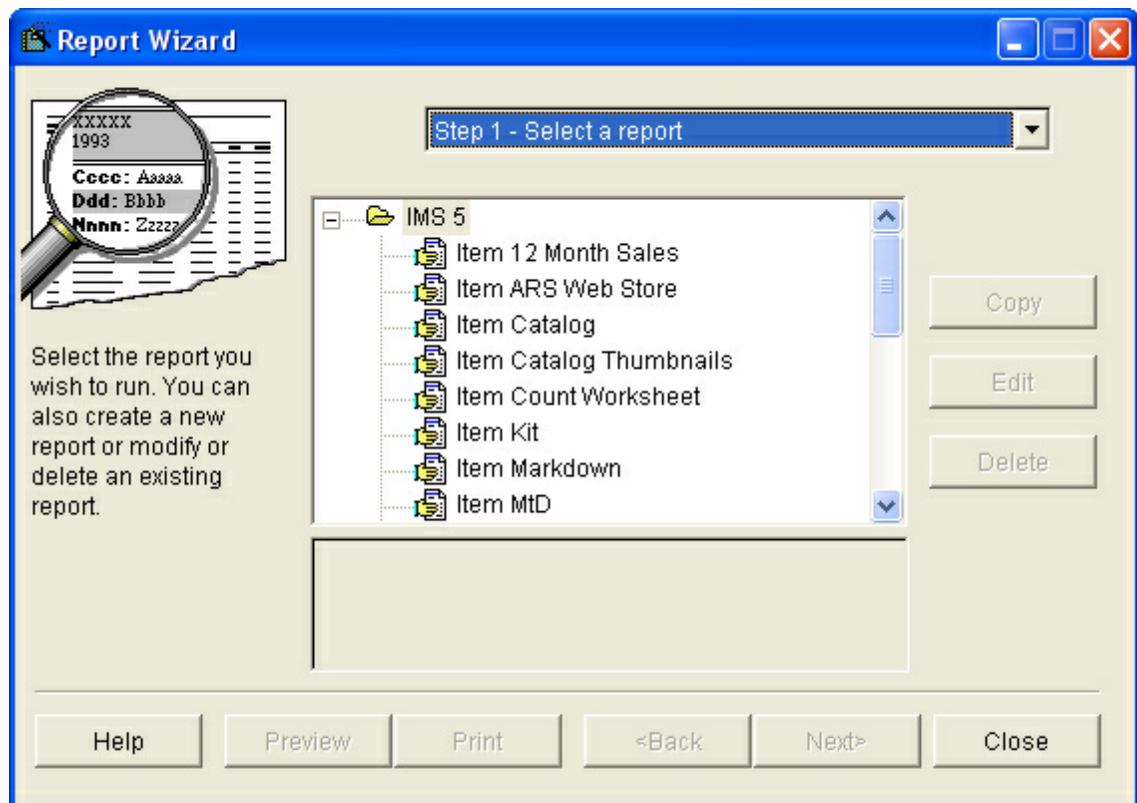 Report Wizard
XXXXX
1993
Cccc: Aaaaa
Ddd: Bbbb
Nnnn: Zzzzz
Select the report you
wish to run. You can
also create a new
report or modify or
delete an existing
report.
Step 1 - Select a report
IMS 5
Item 12 Month Sales
Item ARS Web Store
Item Catalog
Item Catalog Thumbnails
Item Count Worksheet
Item Kit
Item Markdown
Item MtD
Copy
Edit
Delete
Help
Preview
Print
<Back
Next>
Close